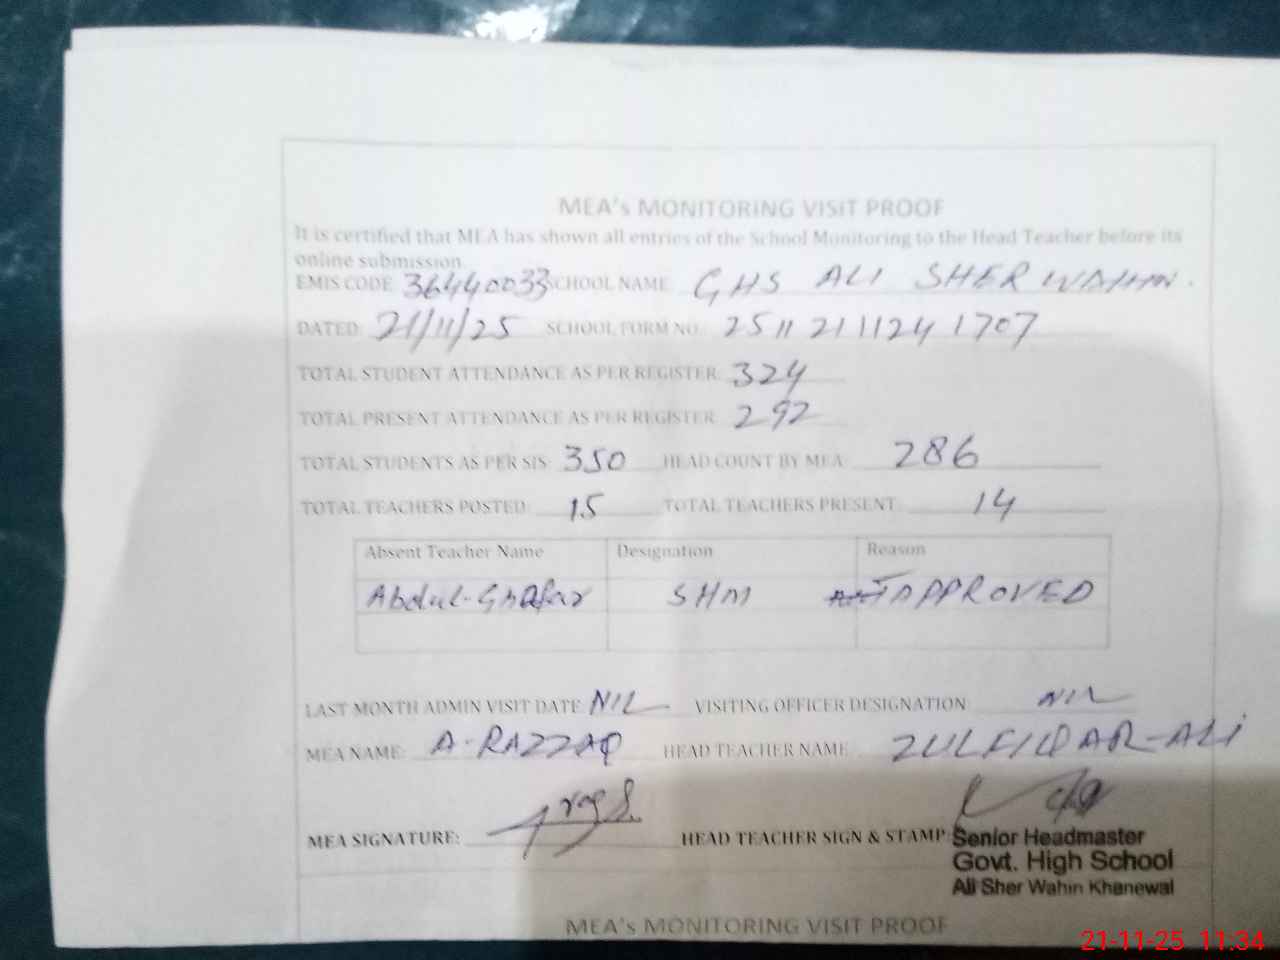 MEA's MONITORING VISIT PROOF
It is certified that MEA has shown all entries of the School Monitoring to the Head Teacher before its
online submission.
EMIS CODE 36440033 SCHOOL NAME GHS ALI SHER WAHIN.
DATED: 21/11/25 SCHOOL FORM NO.: 2511211124 1707
TOTAL STUDENT ATTENDANCE AS PER REGISTER: 324
TOTAL PRESENT ATTENDANCE AS PER REGISTER: 292
TOTAL STUDENTS AS PER SIS: 350 HEAD COUNT BY MEA: 286
TOTAL TEACHERS POSTED: 15 TOTAL TEACHERS PRESENT: 14
Absent Teacher Name Designation Reason
Abdul-Ghafar SHM APPROVED
LAST MONTH ADMIN VISIT DATE: NIL VISITING OFFICER DESIGNATION: NIL
MEA NAME: A-RAZZAQ HEAD TEACHER NAME: ZULFIQAR-ALi
MEA SIGNATURE: HEAD TEACHER SIGN & STAMP:
Senior Headmaster
Govt. High School
Ali Sher Wahin Khanewal
MEA's MONITORING VISIT PROOF
21-11-25 11:34